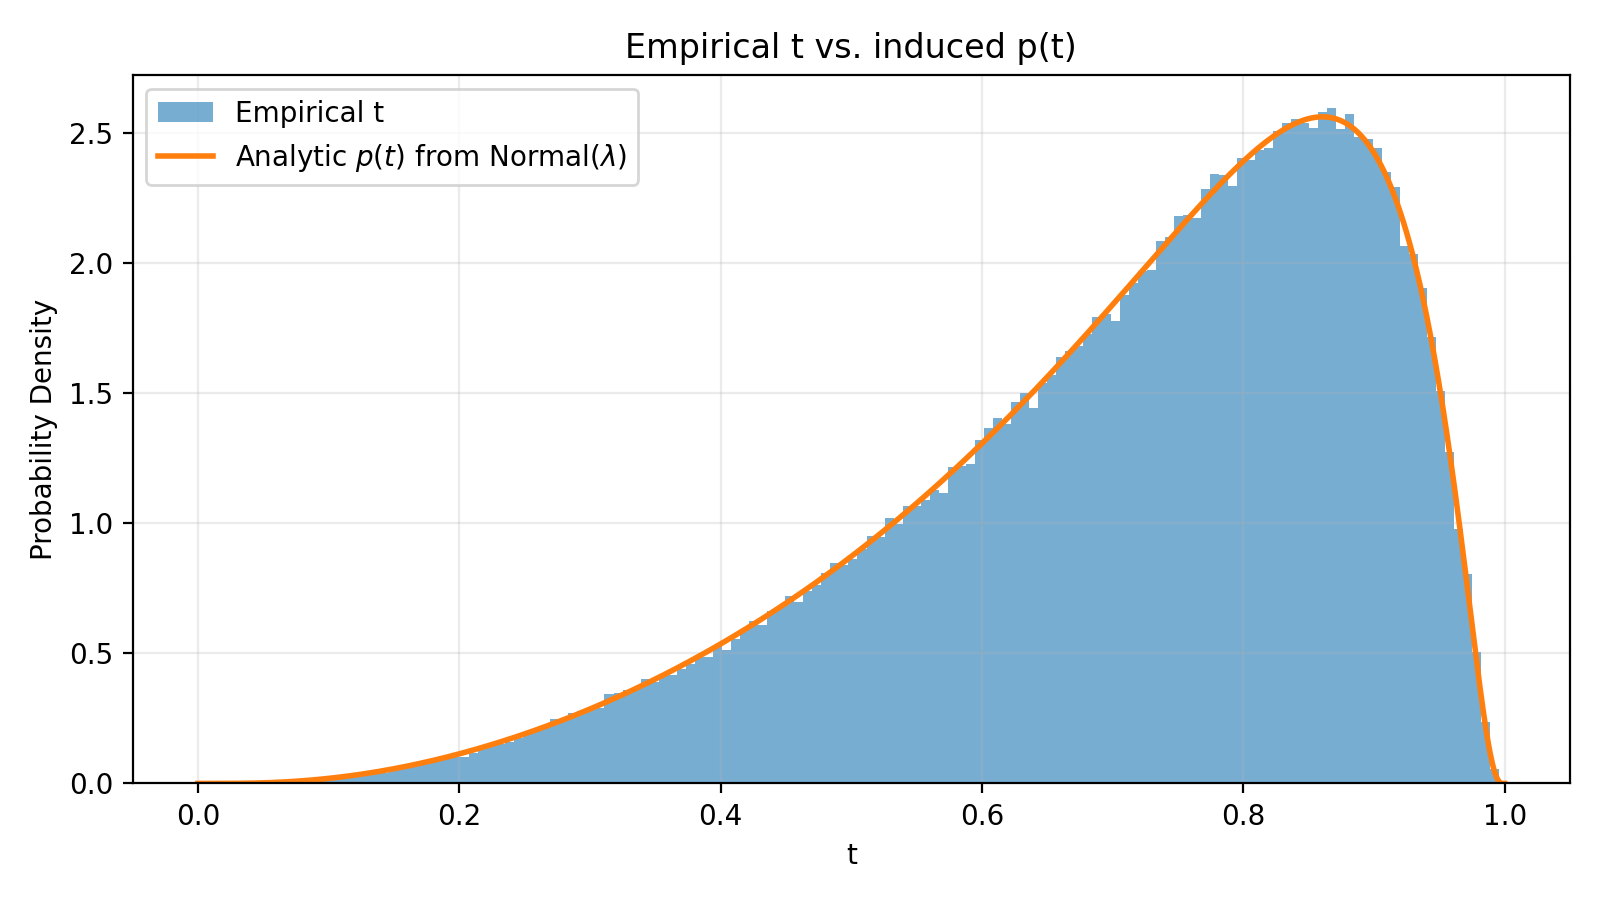 Empirical t vs. induced p(t)
Empirical t
Analytic p(t) from Normal(λ)
Probability Density
2.5
2.0
1.5
1.0
0.5
0.0
0.0 0.2 0.4 0.6 0.8 1.0
t